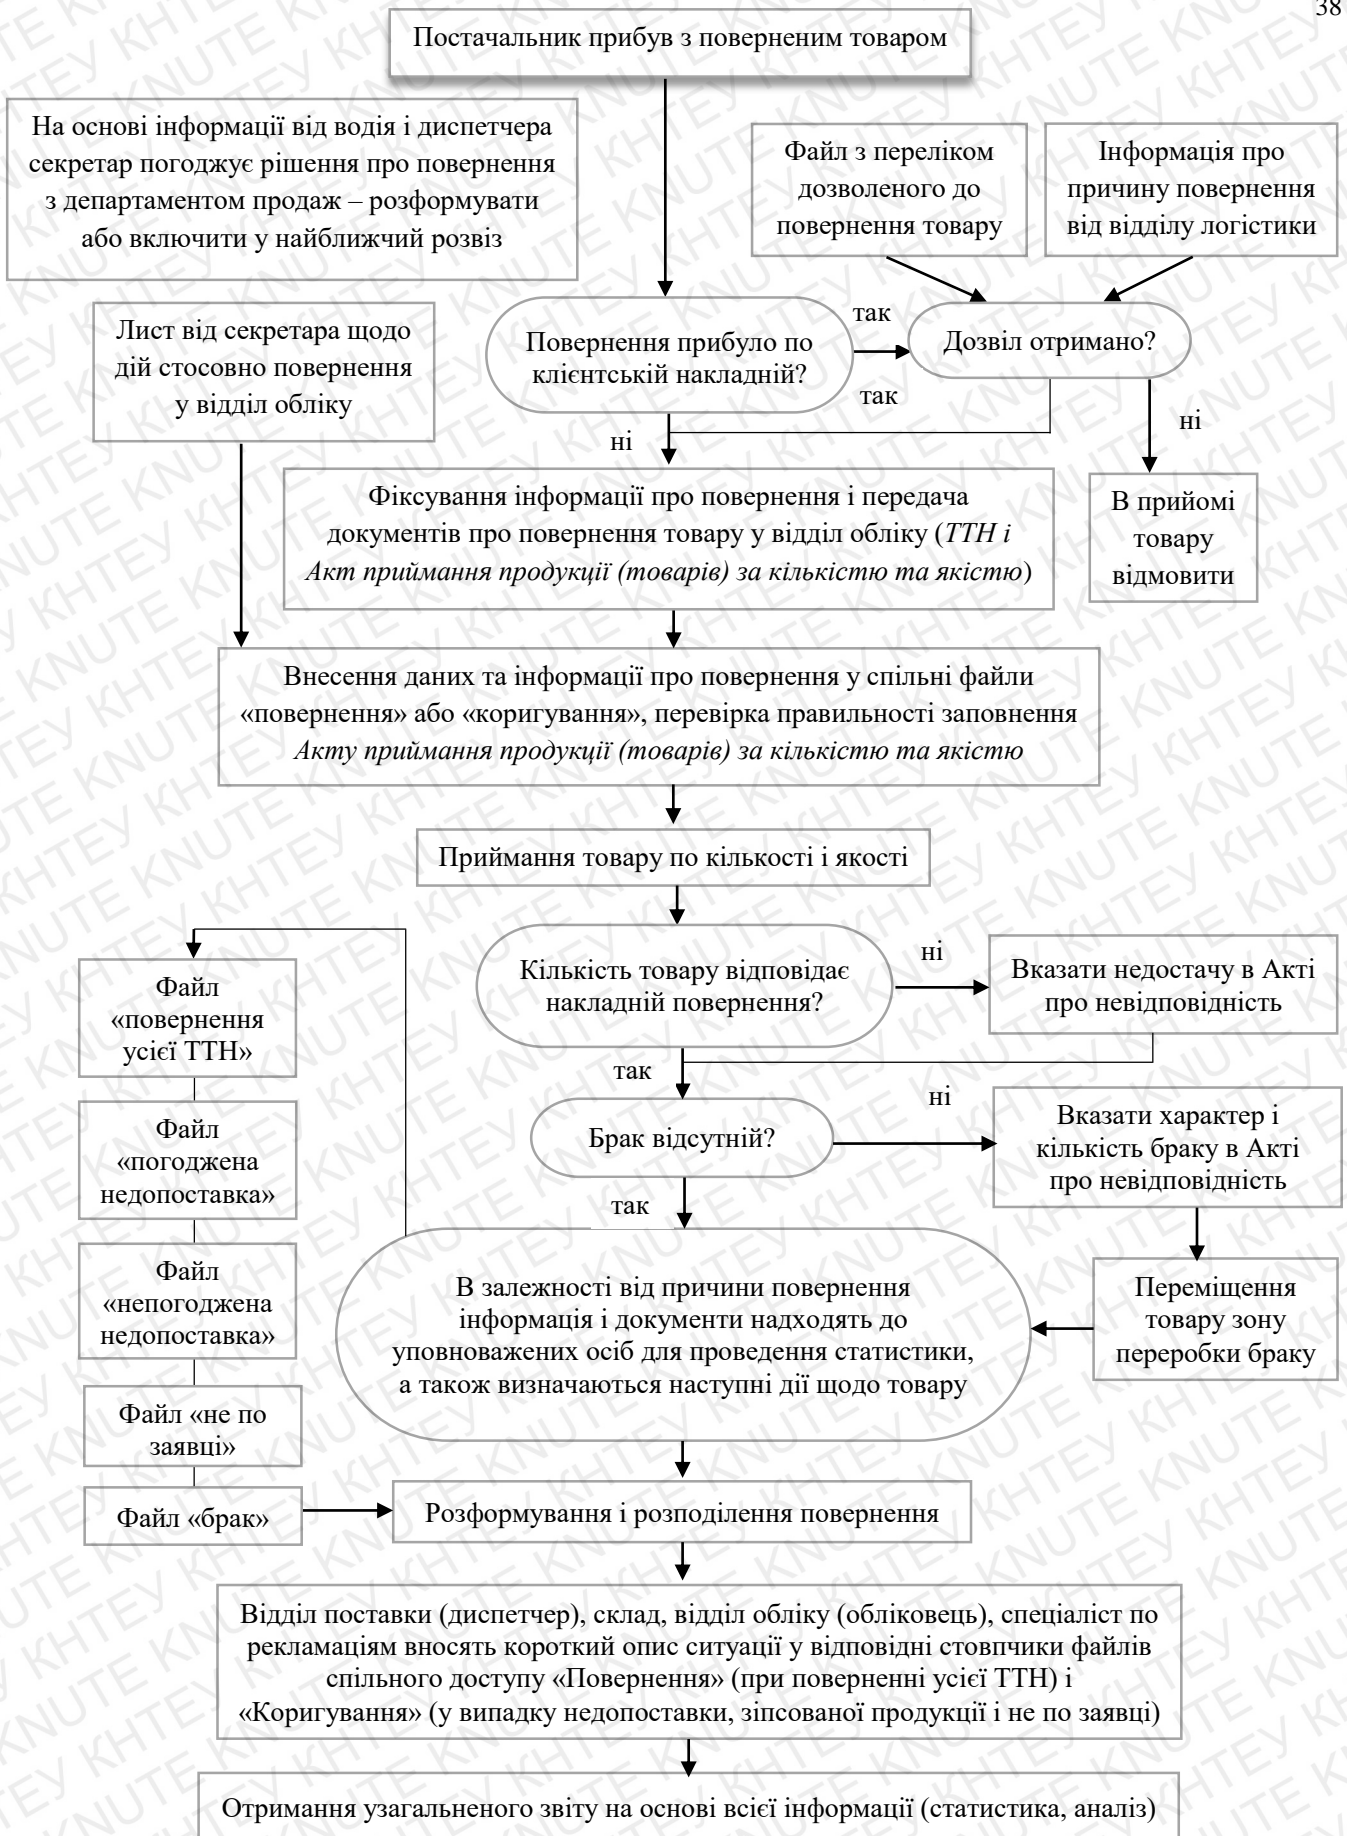 38
Постачальник прибув з поверненим товаром
На основі інформації від водія і диспетчера
секретар погоджує рішення про повернення
з департаментом продаж – розформувати
або включити у найближчий розвіз
Файл з переліком
дозволеного до
повернення товару
Інформація про
причину повернення
від відділу логістики
Лист від секретара щодо
дій стосовно повернення
у відділ обліку
Повернення прибуло по
клієнтській накладній?
так
так
Дозвіл отримано?
ні
ні
Фіксування інформації про повернення і передача
документів про повернення товару у відділ обліку (ТТН і
Акт приймання продукції (товарів) за кількістю та якістю)
В прийомі
товару
відмовити
Внесення даних та інформації про повернення у спільні файли
«повернення» або «коригування», перевірка правильності заповнення
Акту приймання продукції (товарів) за кількістю та якістю
Приймання товару по кількості і якості
Кількість товару відповідає
накладній повернення?
ні
Вказати недостачу в Акті
про невідповідність
так
Брак відсутній?
ні
Вказати характер і
кількість браку в Акті
про невідповідність
так
Переміщення
товару зону
переробки браку
В залежності від причини повернення
інформація і документи надходять до
уповноважених осіб для проведення статистики,
а також визначаються наступні дії щодо товару
Файл
«повернення
усієї ТТН»
Файл
«погоджена
недопоставка»
Файл
«непогоджена
недопоставка»
Файл «не по
заявці»
Файл «брак»
Розформування і розподілення повернення
Відділ поставки (диспетчер), склад, відділ обліку (обліковець), спеціаліст по
рекламаціям вносять короткий опис ситуації у відповідні стовпчики файлів
спільного доступу «Повернення» (при поверненні усієї ТТН) і
«Коригування» (у випадку недопоставки, зіпсованої продукції і не по заявці)
Отримання узагальненого звіту на основі всієї інформації (статистика, аналіз)